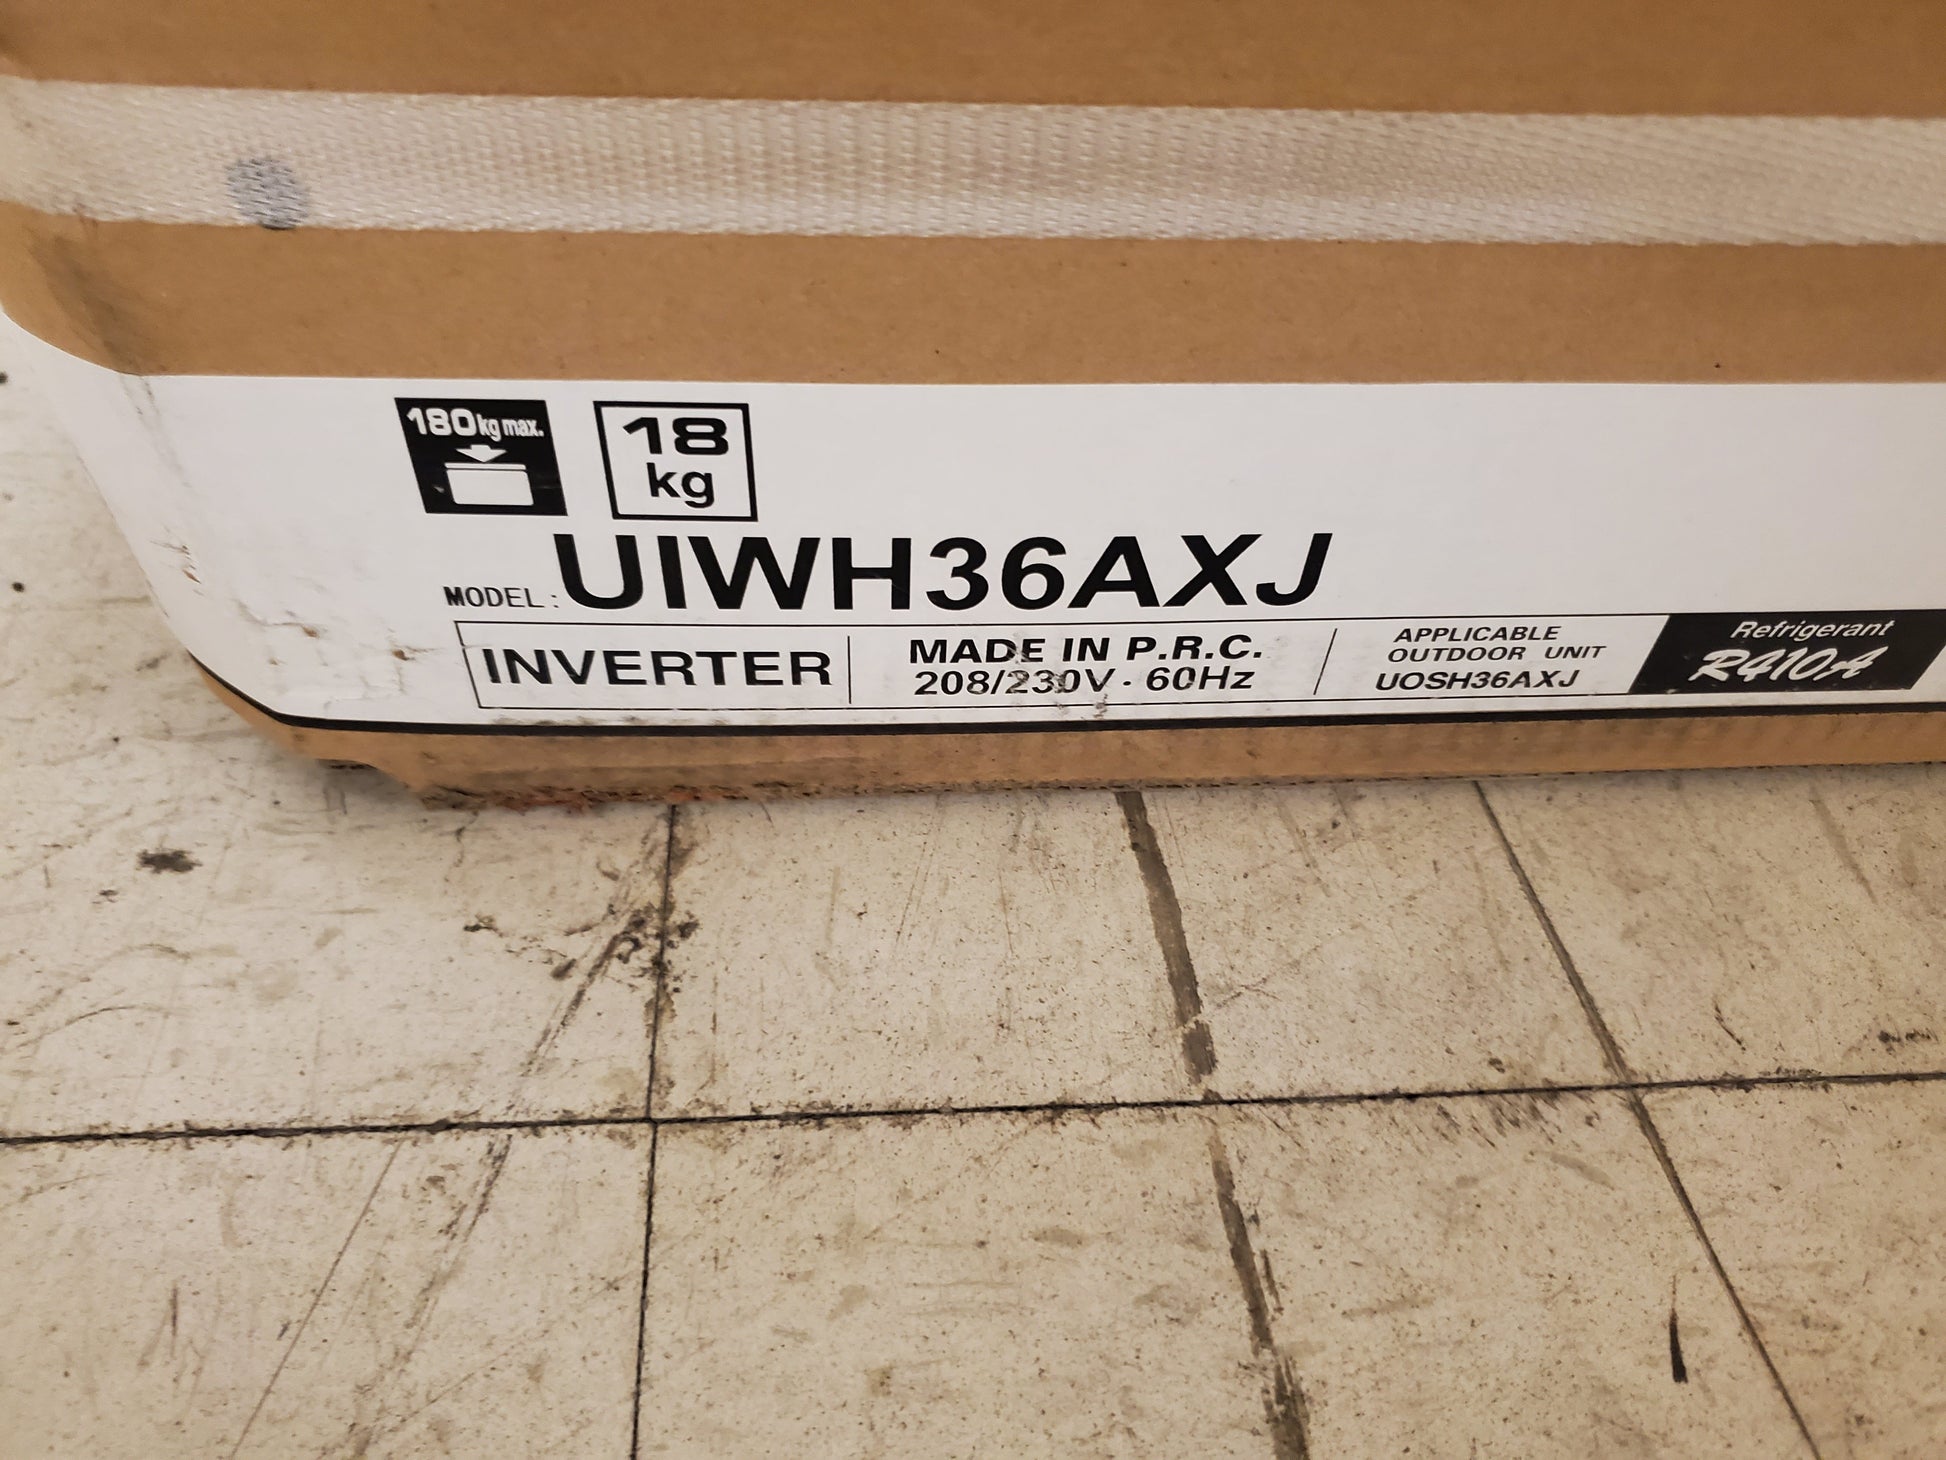 180kg max.
18
kg
MODEL: UIWH36AXJ
INVERTER
MADE IN P.R.C.
208/230V · 60Hz
APPLICABLE
OUTDOOR UNIT
UOSH36AXJ
Refrigerant
R410A